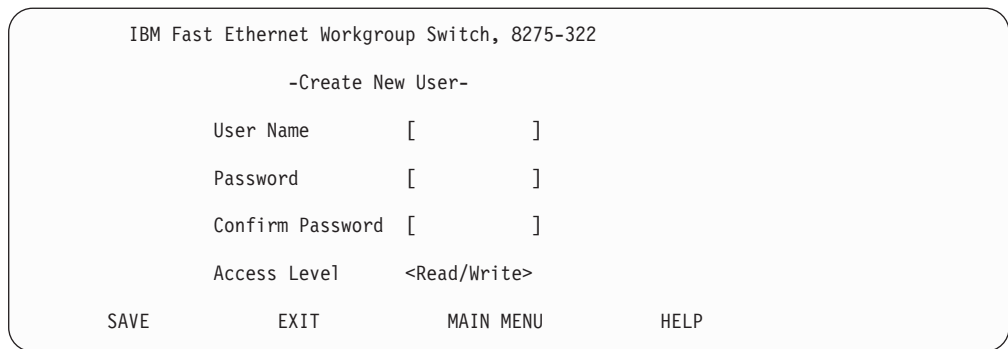 IBM Fast Ethernet Workgroup Switch, 8275-322
-Create New User-
User Name [ ]
Password [ ]
Confirm Password [ ]
Access Level <Read/Write>
SAVE EXIT MAIN MENU HELP